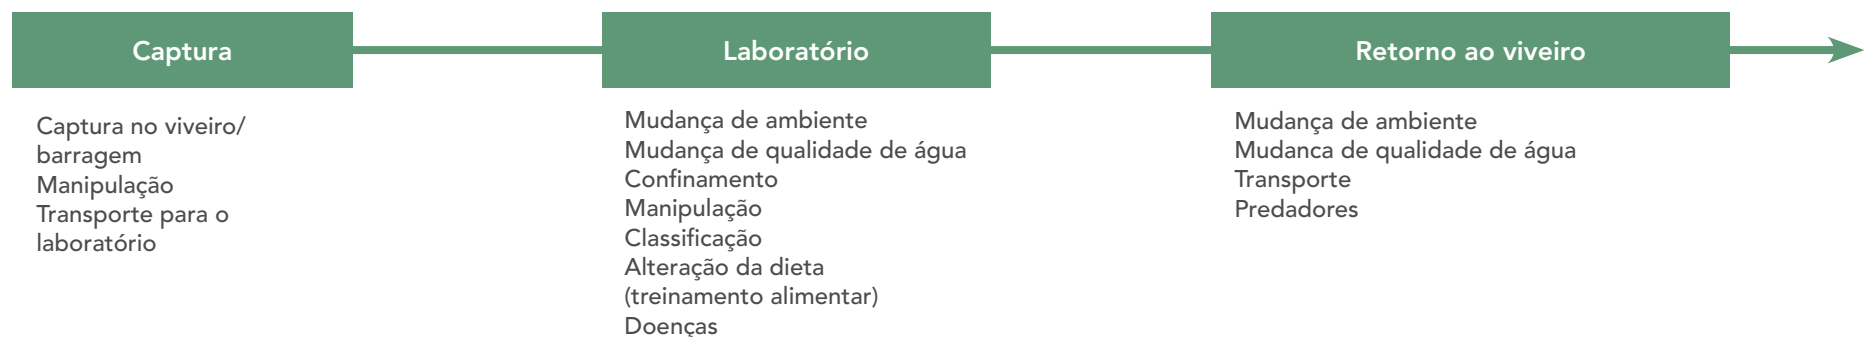 Captura
Captura no viveiro/
barragem
Manipulação
Transporte para o
laboratório
Laboratório
Mudança de ambiente
Mudança de qualidade de água
Confinamento
Manipulação
Classificação
Alteração da dieta
(treinamento alimentar)
Doenças
Retorno ao viveiro
Mudança de ambiente
Mudanca de qualidade de água
Transporte
Predadores